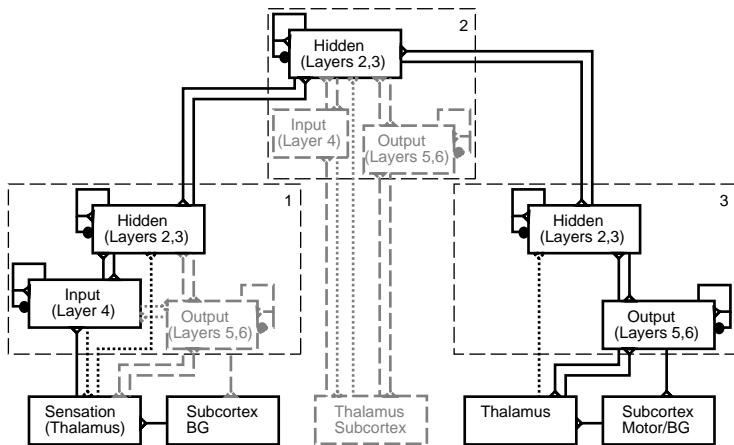 2
Hidden
(Layers 2,3)
Input
(Layer 4)
Output
(Layers 5,6)
1
Hidden
(Layers 2,3)
Input
(Layer 4)
Output
(Layers 5,6)
3
Hidden
(Layers 2,3)
Output
(Layers 5,6)
Sensation
(Thalamus)
Subcortex
BG
Thalamus
Subcortex
Thalamus
Subcortex
Motor/BG